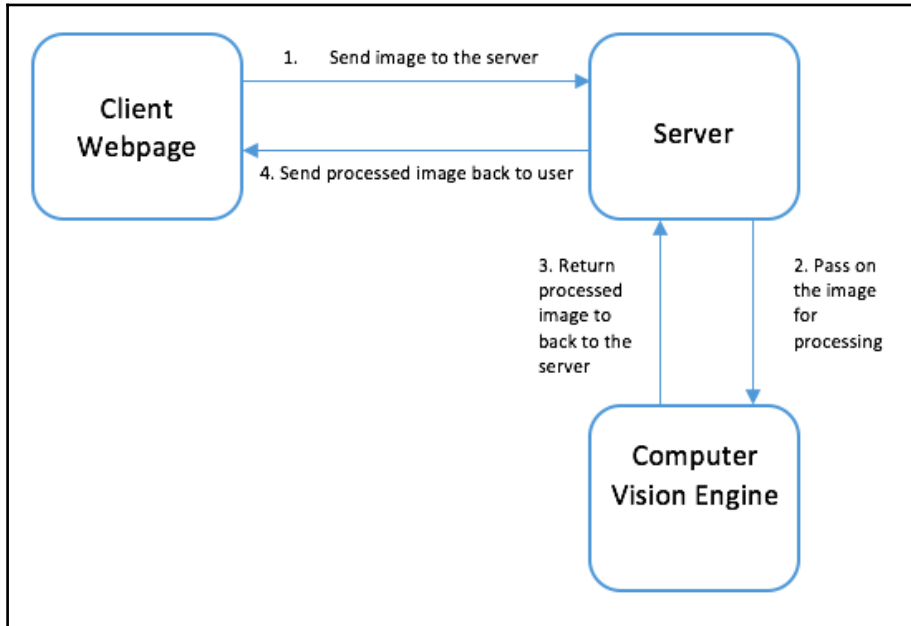 1. Send image to the server
Client
Webpage
Server
4. Send processed image back to user
3. Return
processed
image to
back to the
server
2. Pass on
the image
for
processing
Computer
Vision Engine